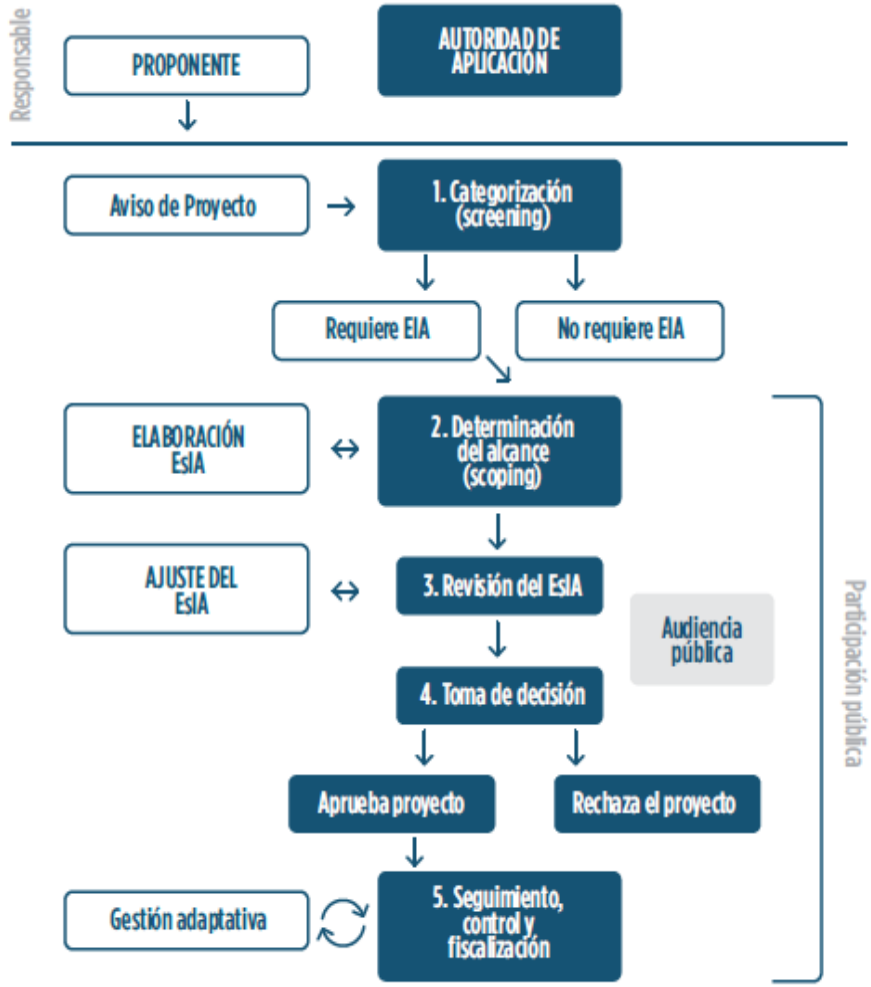 Responsable
PROPONENTE
AUTORIDAD DE
APLICACIÓN
Aviso de Proyecto
1. Categorización
(screening)
Requiere EIA
No requiere EIA
ELABORACIÓN
EsIA
2. Determinación
del alcance
(scoping)
AJUSTE DEL
EsIA
3. Revisión del EsIA
Audiencia
pública
Participación pública
4. Toma de decisión
Aprueba proyecto
Rechaza el proyecto
Gestión adaptativa
5. Seguimiento,
control y
fiscalización